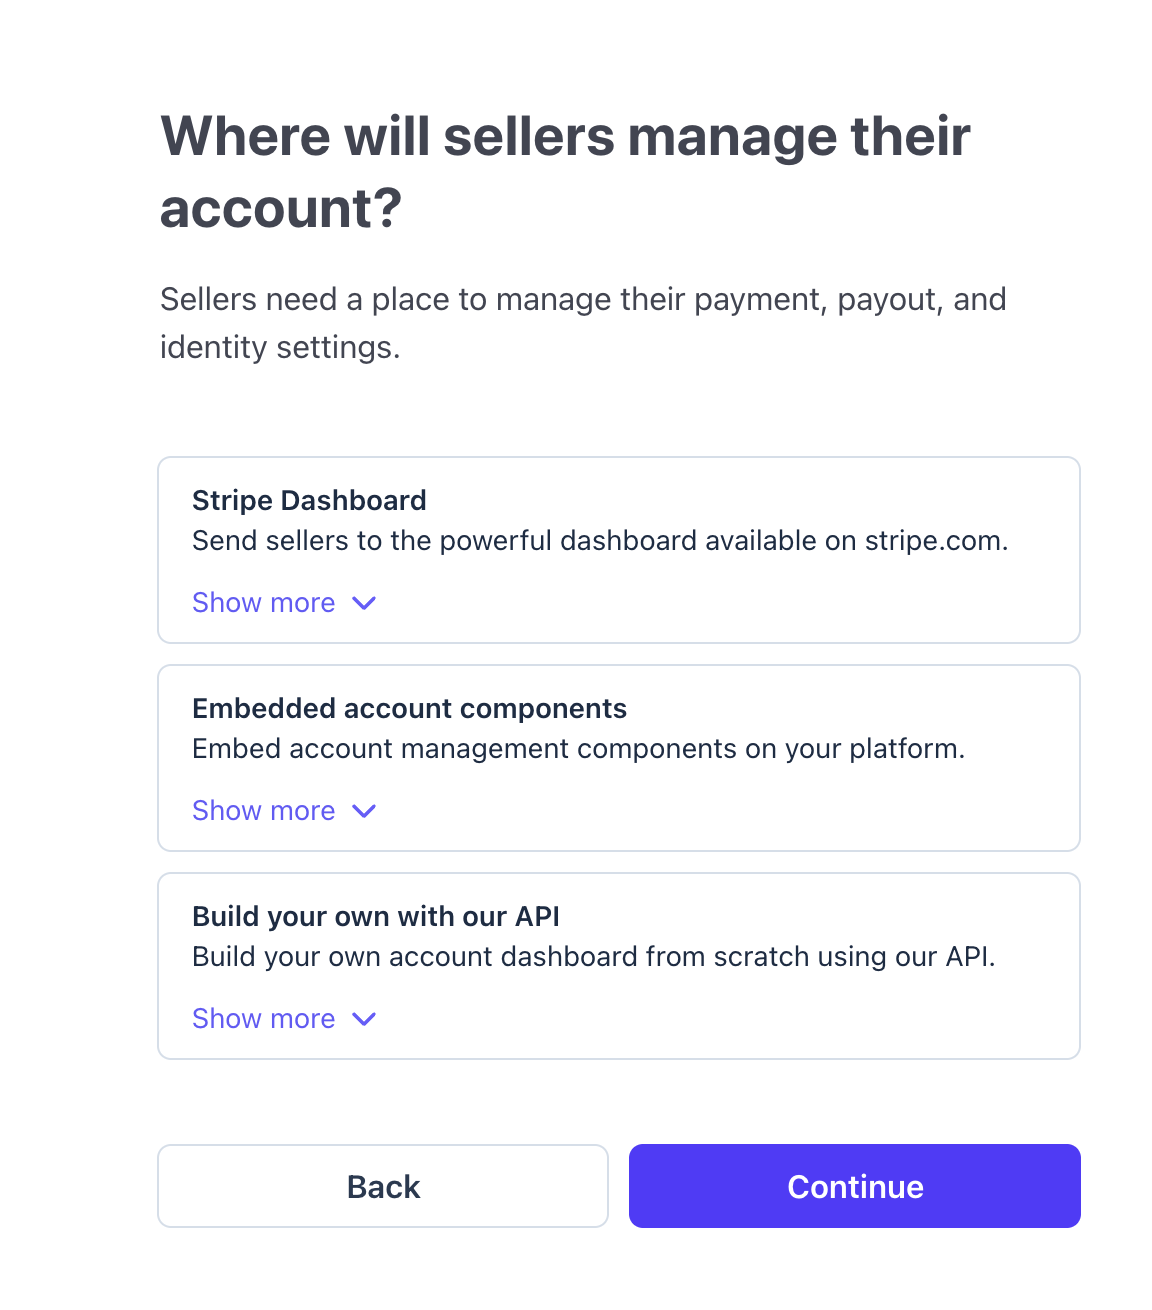 Where will sellers manage their
account?
Sellers need a place to manage their payment, payout, and
identity settings.
Stripe Dashboard
Send sellers to the powerful dashboard available on stripe.com.
Show more
Embedded account components
Embed account management components on your platform.
Show more
Build your own with our API
Build your own account dashboard from scratch using our API.
Show more
Back
Continue